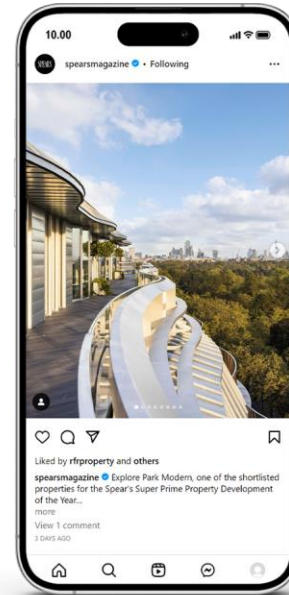 10.00
SPEARS
spearsmagazine • Following
Liked by rfrproperty and others
spearsmagazine Explore Park Modern, one of the shortlisted
properties for the Spear's Super Prime Property Development
of the Year...
more
View 1 comment
3 DAYS AGO